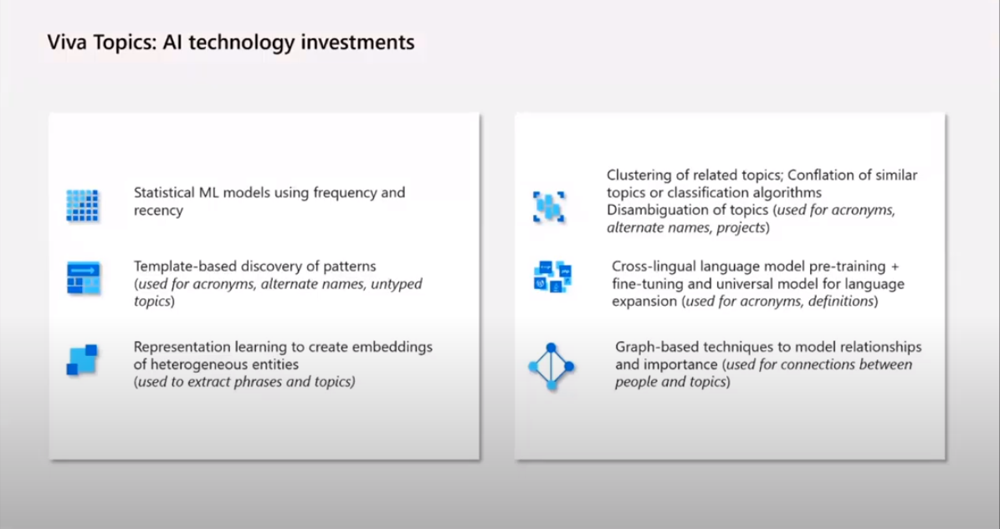 Viva Topics: AI technology investments
Statistical ML models using frequency and
recency
Template-based discovery of patterns
(used for acronyms, alternate names, untyped
topics)
Representation learning to create embeddings
of heterogeneous entities
(used to extract phrases and topics)
Clustering of related topics; Conflation of similar
topics or classification algorithms
Disambiguation of topics (used for acronyms,
alternate names, projects)
Cross-lingual language model pre-training +
fine-tuning and universal model for language
expansion (used for acronyms, definitions)
Graph-based techniques to model relationships
and importance (used for connections between
people and topics)